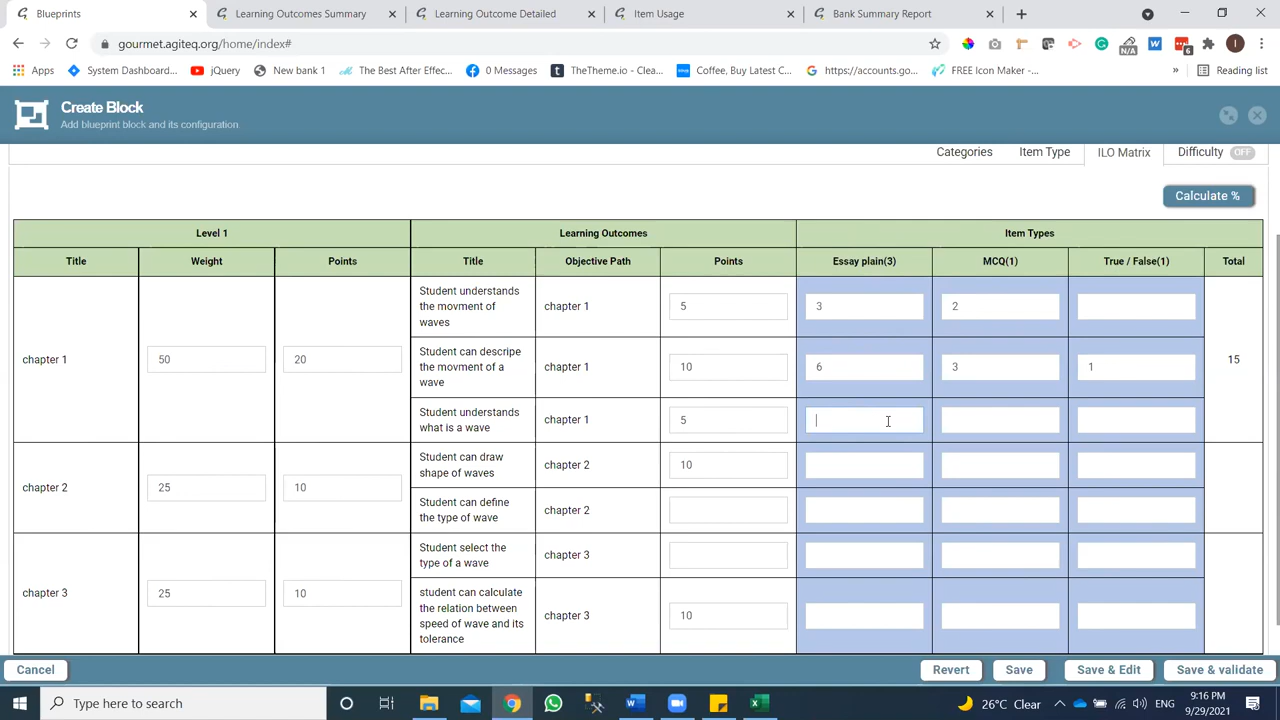 Blueprints
Learning Outcomes Summary
Learning Outcome Detailed
Item Usage
Bank Summary Report
gourmet.agiteq.org/home/index#
N/A
W
6
I
Apps
System Dashboard...
jQuery
New bank 1
The Best After Effec...
0 Messages
TheTheme.io - Clea...
Coffee, Buy Latest C...
https://accounts.go...
FREE Icon Maker -...
»
Reading list
Create Block
Add blueprint block and its configuration.
Categories
Item Type
ILO Matrix
Difficulty OFF
Calculate %
Level 1
Learning Outcomes
Item Types
Title
Weight
Points
Title
Objective Path
Points
Essay plain(3)
MCQ(1)
True / False(1)
Total
chapter 1
50
20
Student understands
the movment of
waves
chapter 1
5
3
2
Student can descripe
the movment of a
wave
chapter 1
10
6
3
1
Student understands
what is a wave
chapter 1
5
15
chapter 2
25
10
Student can draw
shape of waves
chapter 2
10
Student can define
the type of wave
chapter 2
chapter 3
25
10
Student select the
type of a wave
chapter 3
student can calculate
the relation between
speed of wave and its
tolerance
chapter 3
10
Cancel
Revert
Save
Save & Edit
Save & validate
Type here to search
26°C Clear
ENG
9:16 PM
9/29/2021